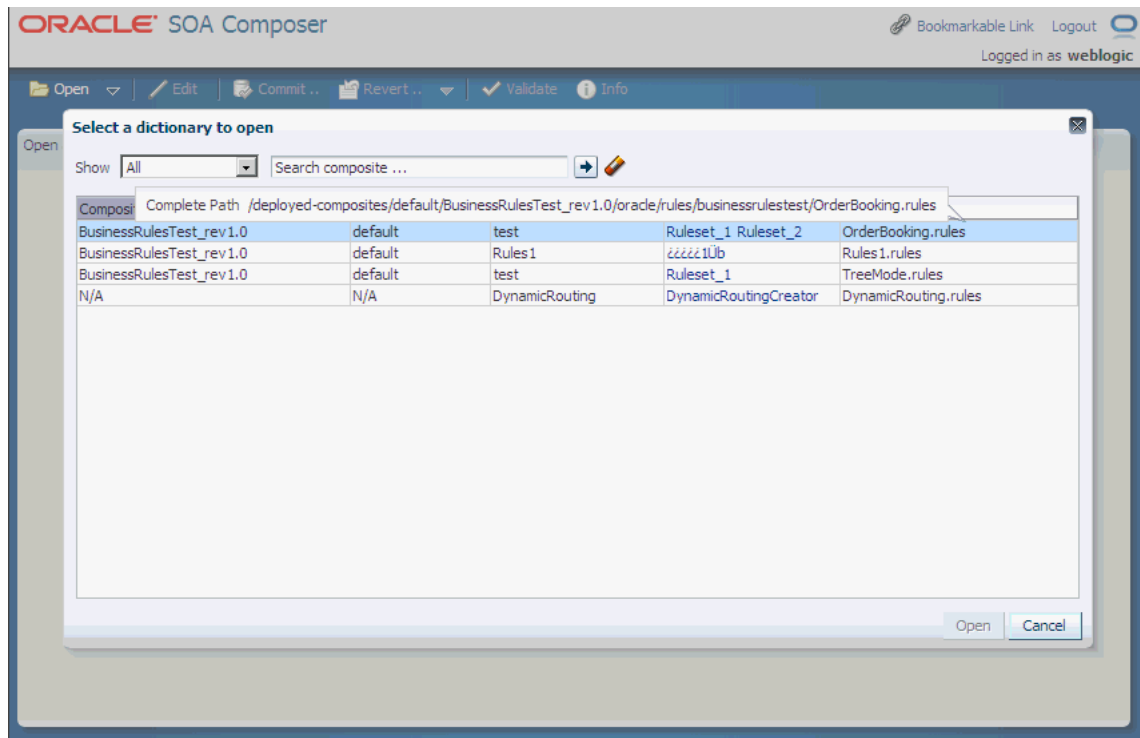 ORACLE SOA Composer
Bookmarkable Link Logout
Logged in as weblogic
Open Edit Commit .. Revert .. Validate Info
Open
Select a dictionary to open
Show All Search composite ...
Complete Path /deployed-composites/default/BusinessRulesTest_rev1.0/oracle/rules/businessrulestest/OrderBooking.rules
Composi
BusinessRulesTest_rev1.0 default test Ruleset_1 Ruleset_2 OrderBooking.rules
BusinessRulesTest_rev1.0 default Rules1 ¿¿¿¿¿1Üb Rules1.rules
BusinessRulesTest_rev1.0 default test Ruleset_1 TreeMode.rules
N/A N/A DynamicRouting DynamicRoutingCreator DynamicRouting.rules
Open Cancel